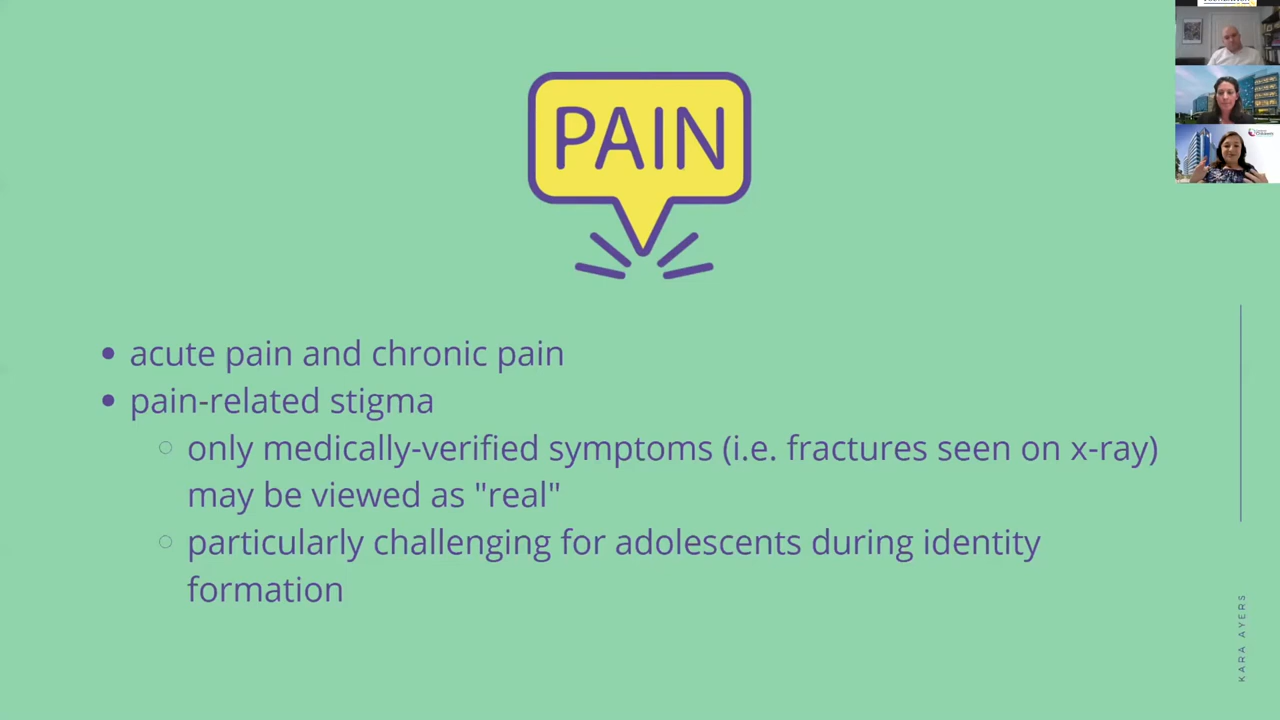 PAIN
• acute pain and chronic pain
• pain-related stigma
○ only medically-verified symptoms (i.e. fractures seen on x-ray)
may be viewed as "real"
○ particularly challenging for adolescents during identity
formation
KARA AYERS